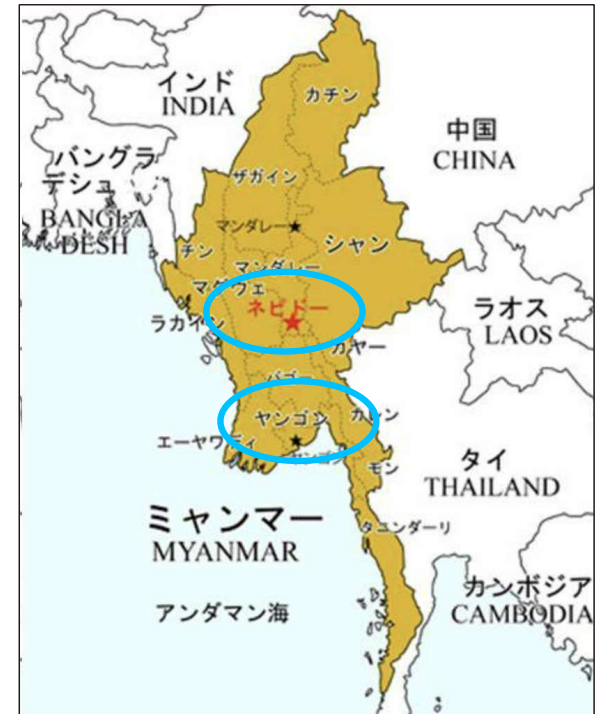 カチン
インド
INDIA
中国
CHINA
バングラ
デシュ
BANGLA
DESH
ザガイン
マンダレー
シャン
チン
マンダレー
マグウェ
ネピドー
ラカイン
ラオス
LAOS
カヤー
バゴー
ヤンゴン
カレン
エーヤワディ
ヤンゴン
モン
タイ
THAILAND
ミャンマー
MYANMAR
タニンダーリ
カンボジア
CAMBODIA
アンダマン海